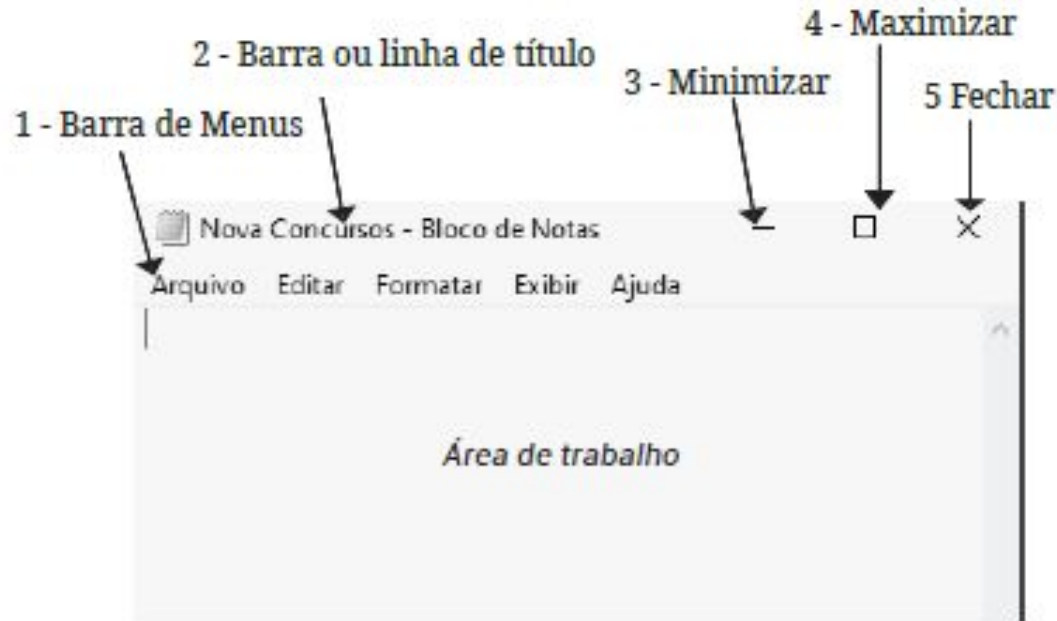 4 - Maximizar
2 - Barra ou linha de título
3 - Minimizar
5 Fechar
1 - Barra de Menus
Nova Concursos - Bloco de Notas
Arquivo Editar Formatar Exibir Ajuda
Área de trabalho